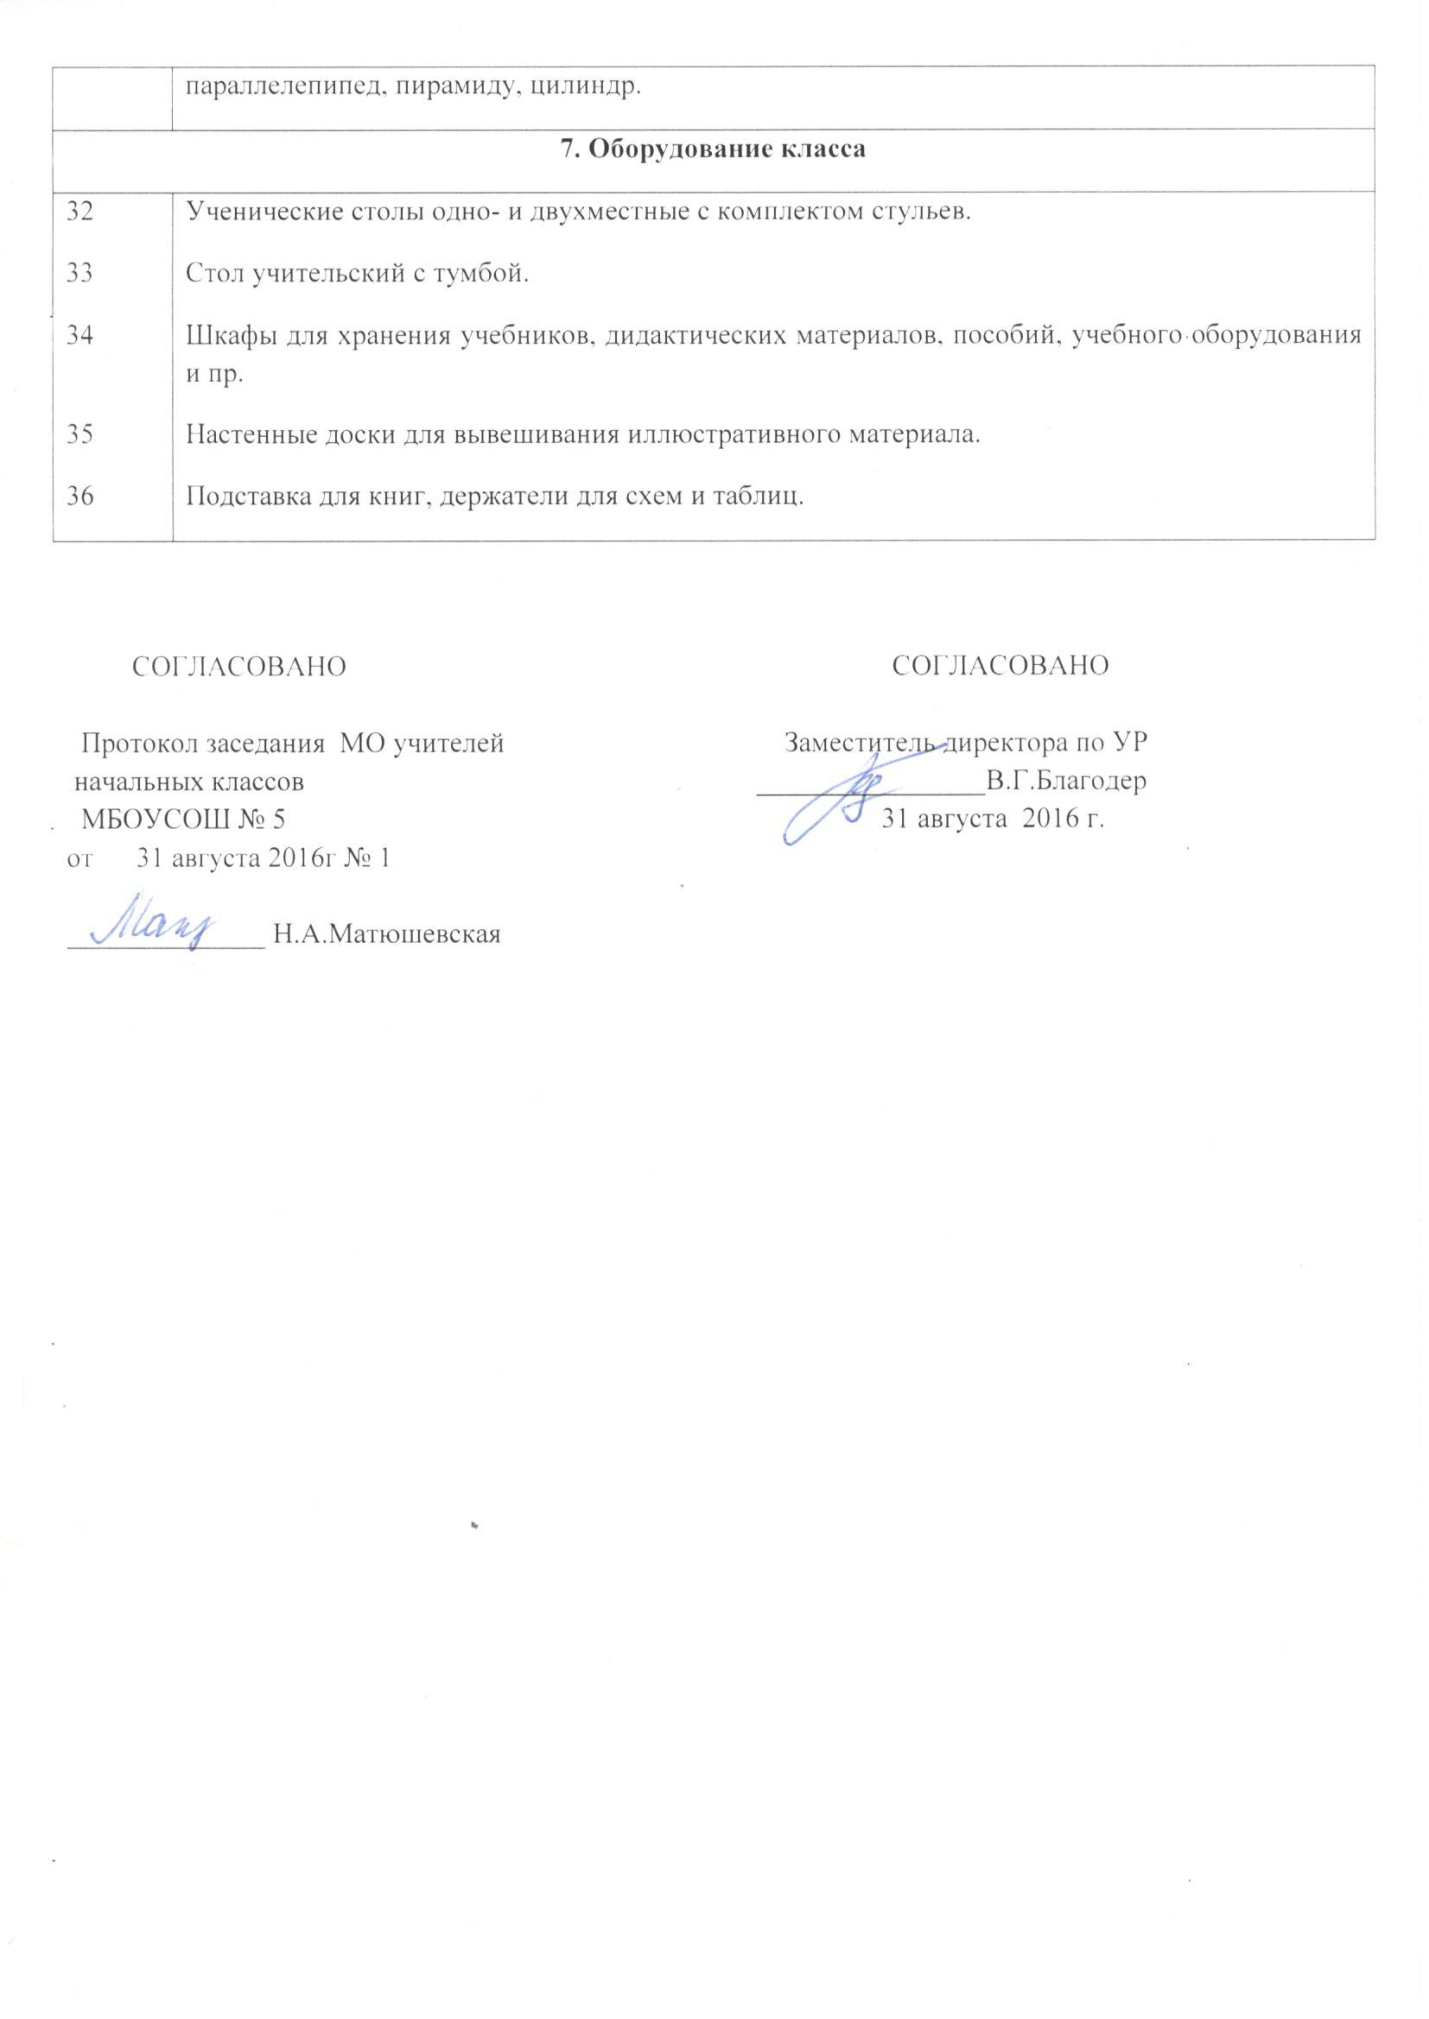 параллелепипед, пирамиду, цилиндр.
7. Оборудование класса
32 Ученические столы одно- и двухместные с комплектом стульев.
33 Стол учительский с тумбой.
34 Шкафы для хранения учебников, дидактических материалов, пособий, учебного оборудования
и пр.
35 Настенные доски для вывешивания иллюстративного материала.
36 Подставка для книг, держатели для схем и таблиц.
СОГЛАСОВАНО
Протокол заседания МО учителей
начальных классов
МБОУСОШ № 5
от 31 августа 2016г № 1
Н.А.Матюшевская
СОГЛАСОВАНО
Заместитель директора по УР
В.Г.Благодер
31 августа 2016 г.